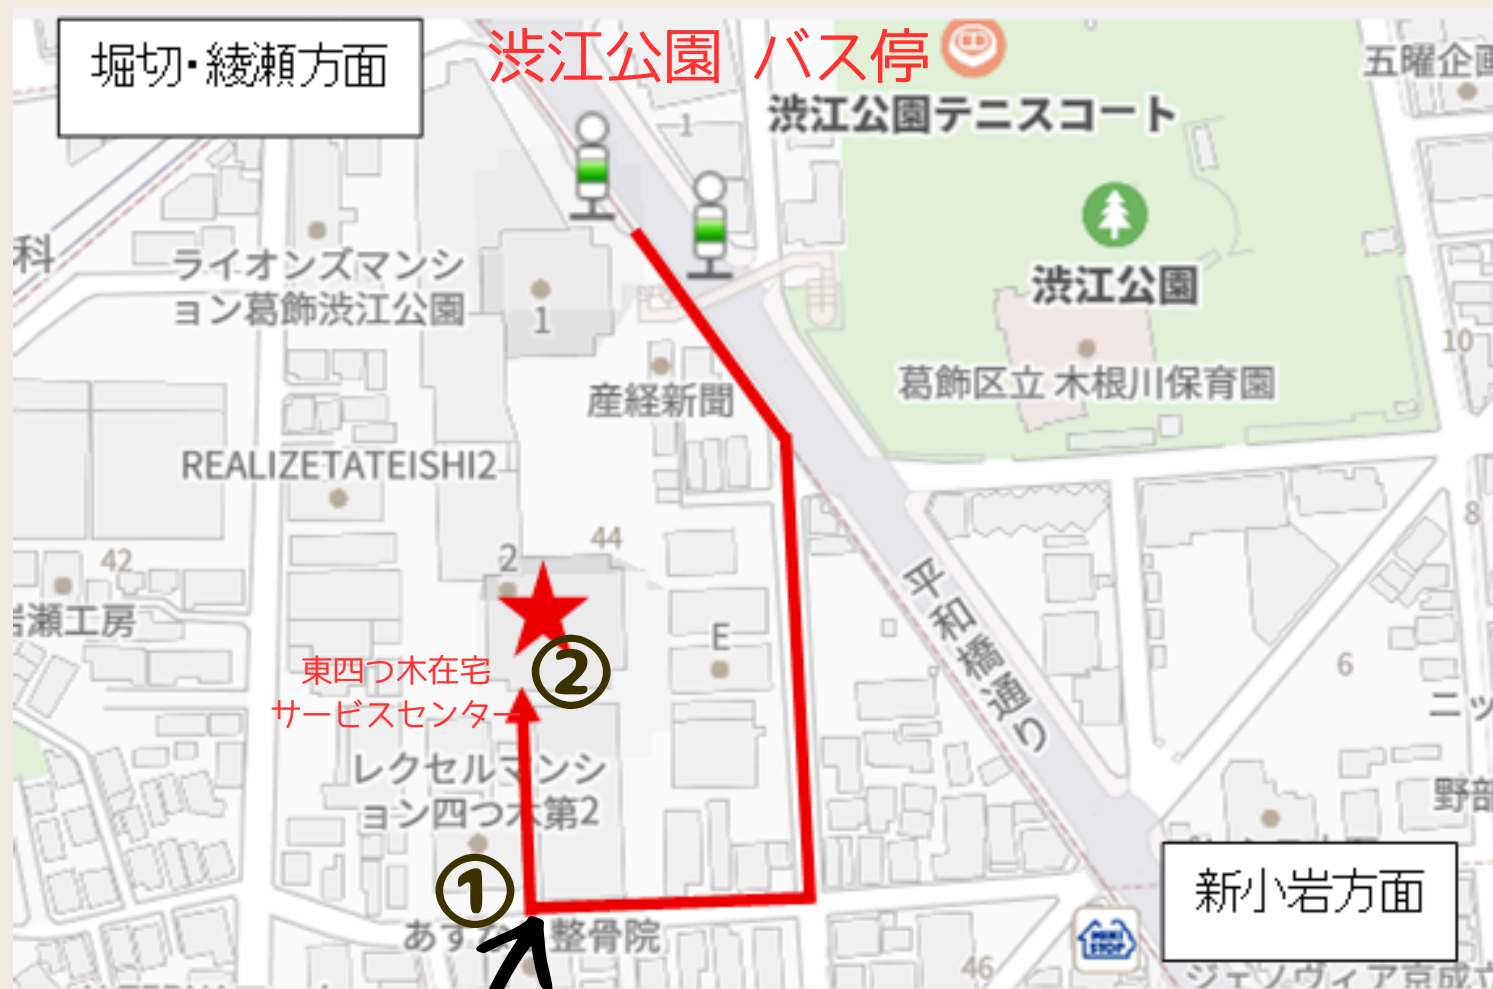 堀切・綾瀬方面
渋江公園 バス停
五曜企画
渋江公園テニスコート
1
科
ライオンズマンシ
ョン葛飾渋江公園
1
渋江公園
10
産経新聞
葛飾区立 木根川保育園
REALIZETATEISHI2
8
42
2
44
瀬工房
平和橋通り
E
6
東四つ木在宅
サービスセンター
②
ニッ
レクセルマンシ
ョン四つ木第2
野部
①
新小岩方面
整骨院
MINI
STOP
46